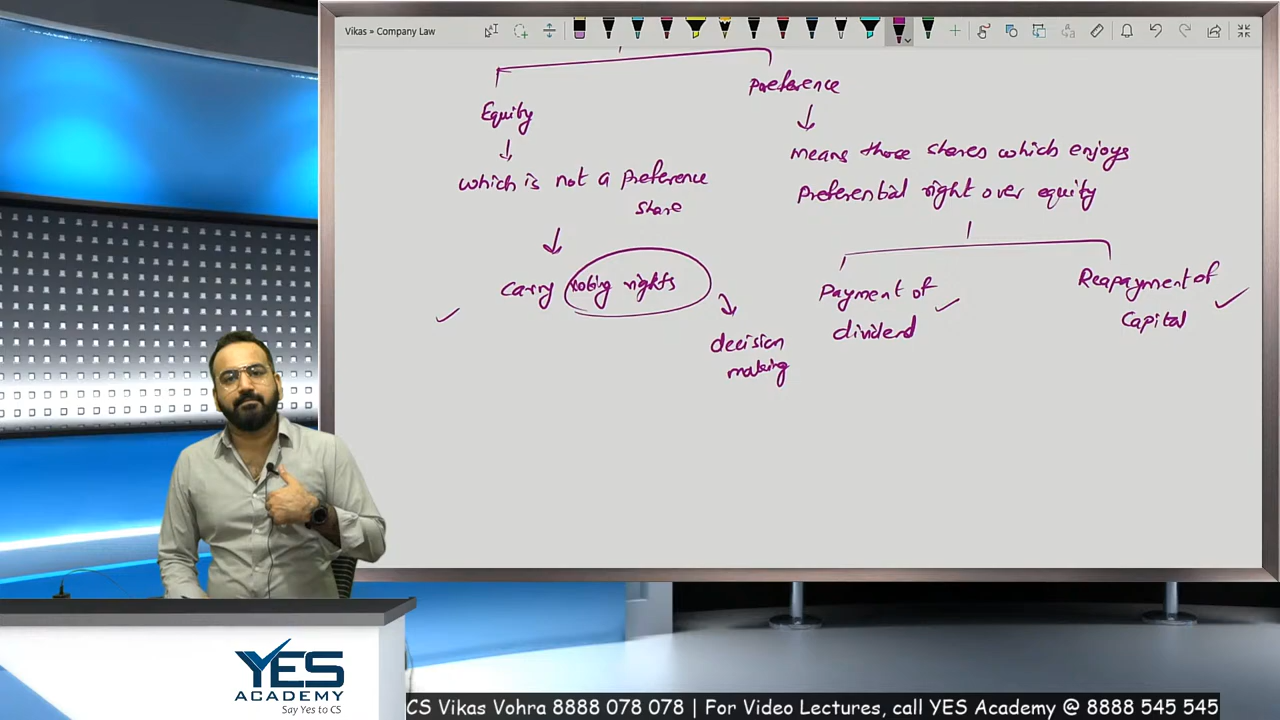 Vikas » Company Law
Preference
Equity
means those shares which enjoys
which is not a preference
share
Preferential right over equity
carry voting rights
Payment of
dividend
Reapayment of
Capital
decision
making
YES
ACADEMY
Say Yes to CS
CS Vikas Vohra 8888 078 078 | For Video Lectures, call YES Academy @ 8888 545 545